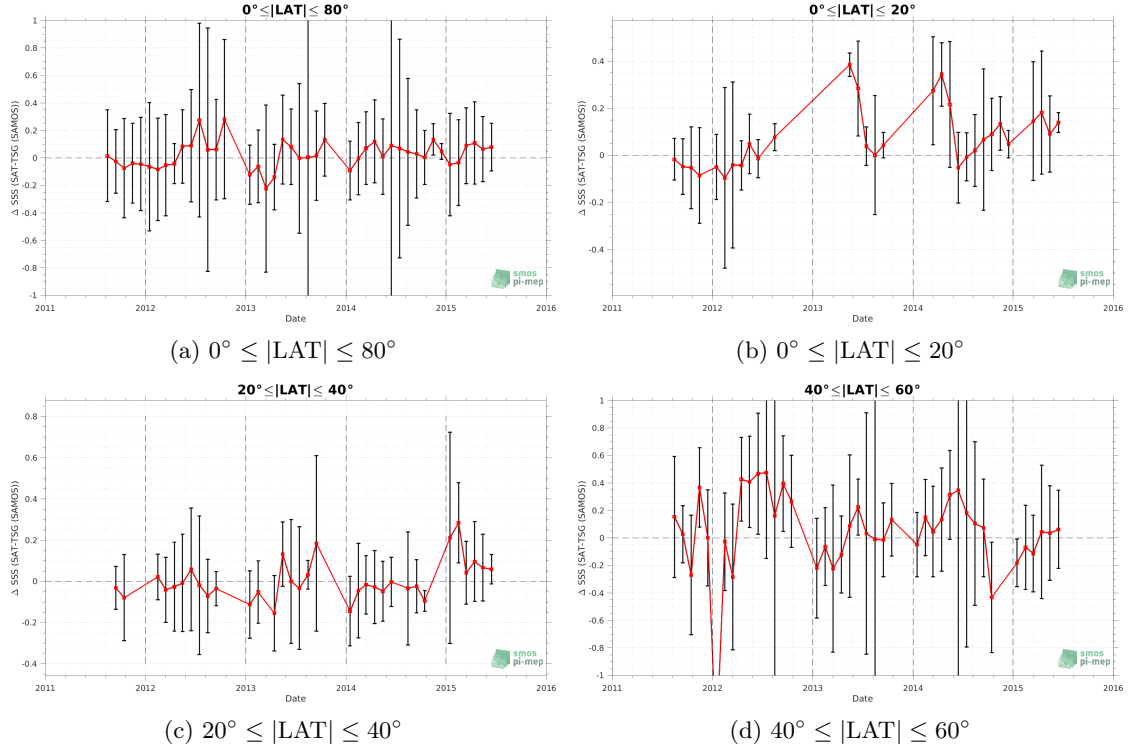 0°≤|LAT|≤ 80°
1
0.8
0.6
0.4
0.2
0
-0.2
-0.4
-0.6
-0.8
-1
Δ SSS (SAT-TSG (SAMOS))
2011 2012 2013 2014 2015 2016
Date
smos
pi-mep
(a) 0° ≤ |LAT| ≤ 80°
0°≤|LAT|≤ 20°
0.4
0.2
0
-0.2
-0.4
Δ SSS (SAT-TSG (SAMOS))
2011 2012 2013 2014 2015 2016
Date
smos
pi-mep
(b) 0° ≤ |LAT| ≤ 20°
20°≤|LAT|≤ 40°
0.8
0.6
0.4
0.2
0
-0.2
-0.4
Δ SSS (SAT-TSG (SAMOS))
2011 2012 2013 2014 2015 2016
Date
smos
pi-mep
(c) 20° ≤ |LAT| ≤ 40°
40°≤|LAT|≤ 60°
1
0.8
0.6
0.4
0.2
0
-0.2
-0.4
-0.6
-0.8
-1
Δ SSS (SAT-TSG (SAMOS))
2011 2012 2013 2014 2015 2016
Date
smos
pi-mep
(d) 40° ≤ |LAT| ≤ 60°